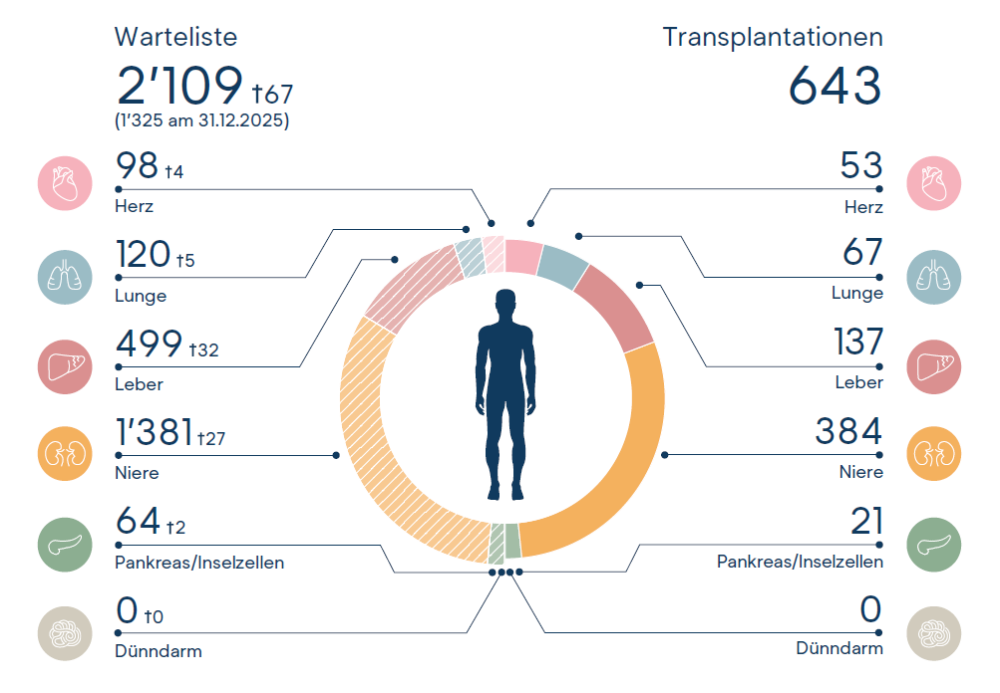 Warteliste
2'109 †67
(1'325 am 31.12.2025)
98 †4
Herz
120 †5
Lunge
499 †32
Leber
1'381 †27
Niere
64 †2
Pankreas/Inselzellen
0 †0
Dünndarm
Transplantationen
643
53
Herz
67
Lunge
137
Leber
384
Niere
21
Pankreas/Inselzellen
0
Dünndarm